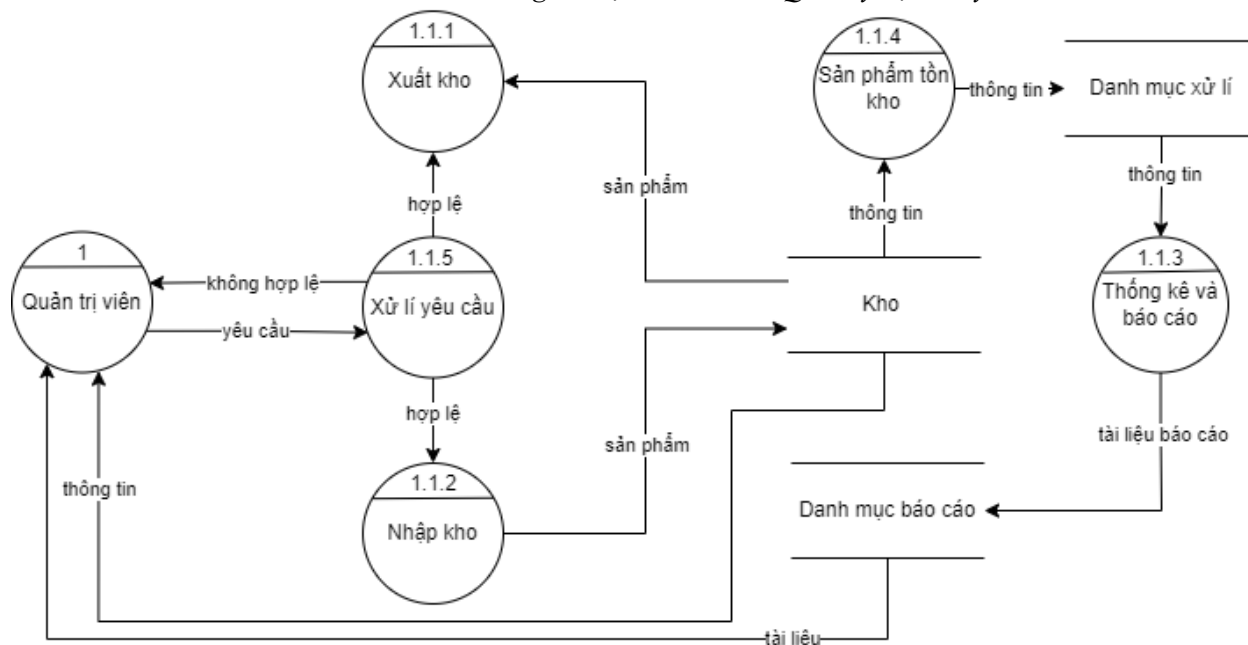 1.1.1
Xuất kho
1.1.4
Sản phẩm tồn
kho
thông tin
Danh mục xử lí
sản phẩm
hợp lệ
thông tin
thông tin
1
Quản trị viên
không hợp lệ
yêu cầu
1.1.5
Xử lí yêu cầu
Kho
1.1.3
Thống kê và
báo cáo
hợp lệ
sản phẩm
tài liệu báo cáo
thông tin
1.1.2
Nhập kho
Danh mục báo cáo
tài liệu